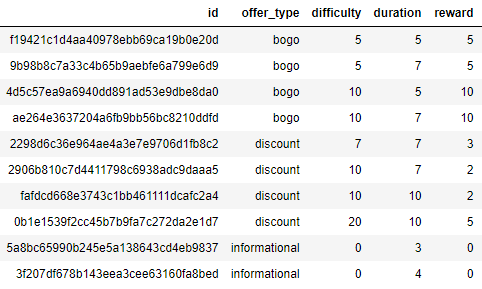 id offer_type difficulty duration reward
f19421c1d4aa40978ebb69ca19b0e20d bogo 5 5 5
9b98b8c7a33c4b65b9aebfe6a799e6d9 bogo 5 7 5
4d5c57ea9a6940dd891ad53e9dbe8da0 bogo 10 5 10
ae264e3637204a6fb9bb56bc8210ddfd bogo 10 7 10
2298d6c36e964ae4a3e7e9706d1fb8c2 discount 7 7 3
2906b810c7d4411798c6938adc9daaa5 discount 10 7 2
fafdcd668e3743c1bb461111dcafc2a4 discount 10 10 2
0b1e1539f2cc45b7b9fa7c272da2e1d7 discount 20 10 5
5a8bc65990b245e5a138643cd4eb9837 informational 0 3 0
3f207df678b143eea3cee63160fa8bed informational 0 4 0